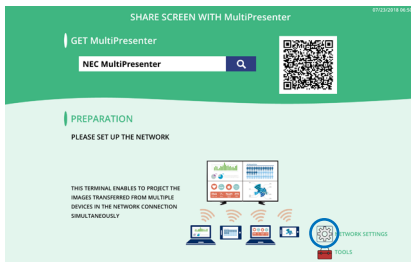 07/23/2018
SHARE SCREEN WITH MultiPresenter
GET MultiPresenter
NEC MultiPresenter
PREPARATION
PLEASE SET UP THE NETWORK
THIS TERMINAL ENABLES TO PROJECT THE
IMAGES TRANSFERRED FROM MULTIPLE
DEVICES IN THE NETWORK CONNECTION
SIMULTANEOUSLY
NETWORK SETTINGS
TOOLS